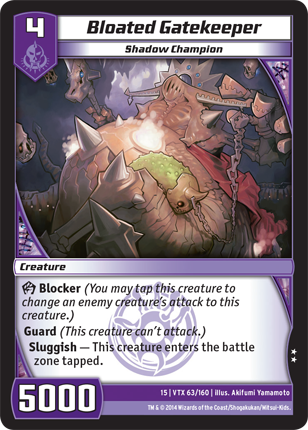 4
Bloated Gatekeeper
Shadow Champion
Creature
Blocker (You may tap this creature to
change an enemy creature's attack to this
creature.)
Guard (This creature can't attack.)
Sluggish — This creature enters the battle
zone tapped.
5000
15 | VTX 63/160 | Illus. Akifumi Yamamoto
TM & © 2014 Wizards of the Coast/Shogakukan/Mitsui-Kids.